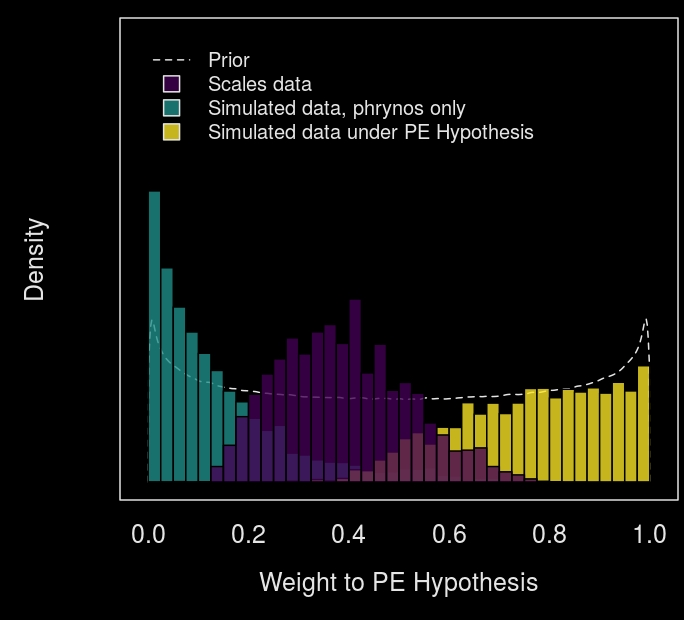 Prior
Scales data
Simulated data, phrynos only
Simulated data under PE Hypothesis
Density
0.0 0.2 0.4 0.6 0.8 1.0
Weight to PE Hypothesis